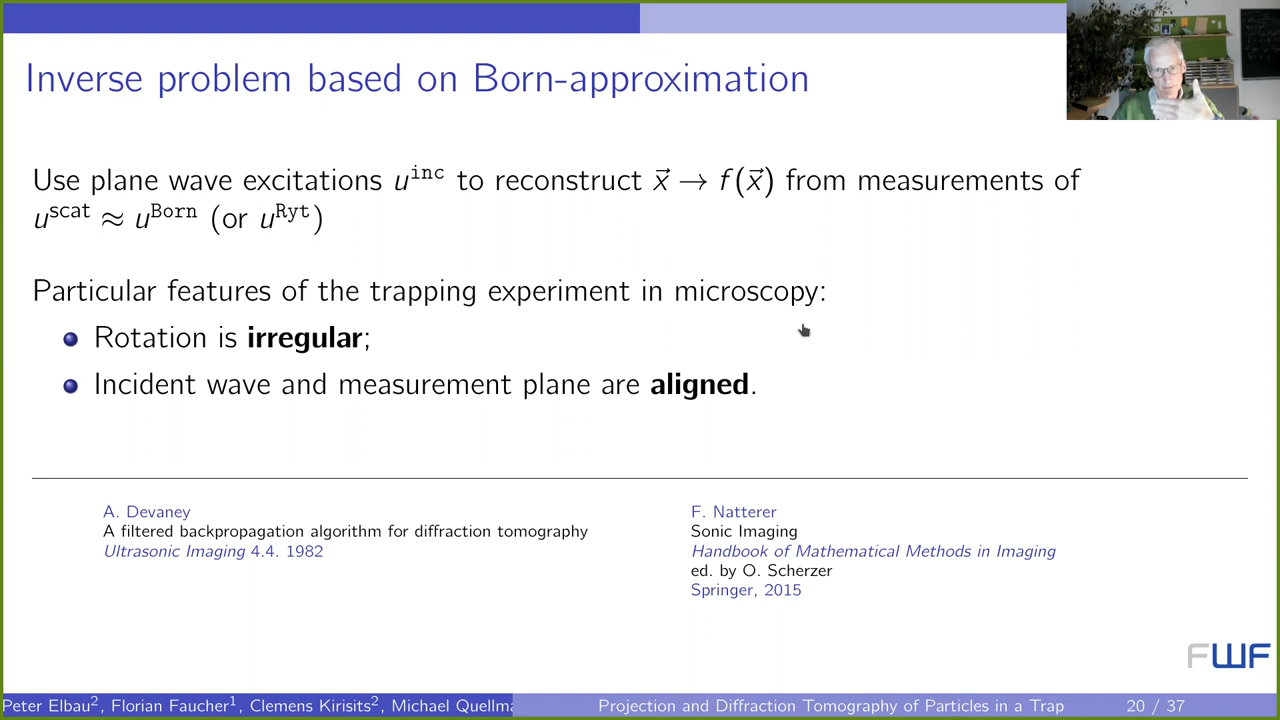 Inverse problem based on Born-approximation
Use plane wave excitations u^inc to reconstruct x⃗ → f(x⃗) from measurements of
u^scat ≈ u^Born (or u^Ryt)
Particular features of the trapping experiment in microscopy:
Rotation is irregular;
Incident wave and measurement plane are aligned.
A. Devaney
A filtered backpropagation algorithm for diffraction tomography
Ultrasonic Imaging 4.4. 1982
F. Natterer
Sonic Imaging
Handbook of Mathematical Methods in Imaging
ed. by O. Scherzer
Springer, 2015
FWF
Peter Elbau², Florian Faucher¹, Clemens Kirisits², Michael
Projection and Diffraction Tomography of Particles in a Trap
20 / 37